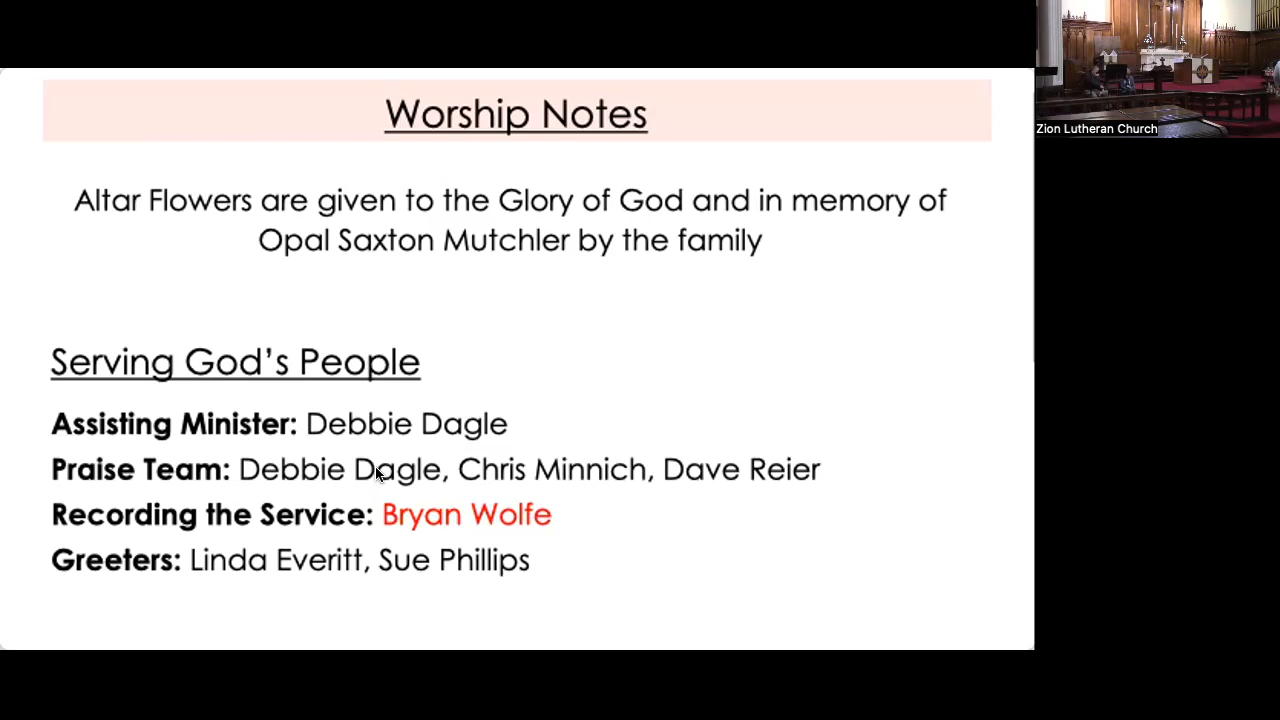 Worship Notes
Altar Flowers are given to the Glory of God and in memory of
Opal Saxton Mutchler by the family
Serving God's People
Assisting Minister: Debbie Dagle
Praise Team: Debbie Dagle, Chris Minnich, Dave Reier
Recording the Service: Bryan Wolfe
Greeters: Linda Everitt, Sue Phillips
Zion Lutheran Church